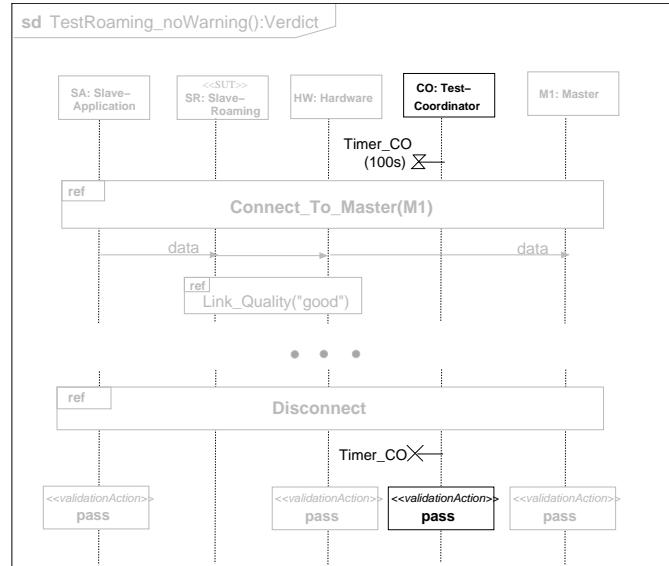 sd TestRoaming_noWarning():Verdict
SA: Slave–
Application
<<SUT>>
SR: Slave–
Roaming
HW: Hardware
CO: Test–
Coordinator
M1: Master
Timer_CO
(100s)
ref
Connect_To_Master(M1)
data
data
ref
Link_Quality("good")
ref
Disconnect
Timer_CO
<<validationAction>>
pass
<<validationAction>>
pass
<<validationAction>>
pass
<<validationAction>>
pass